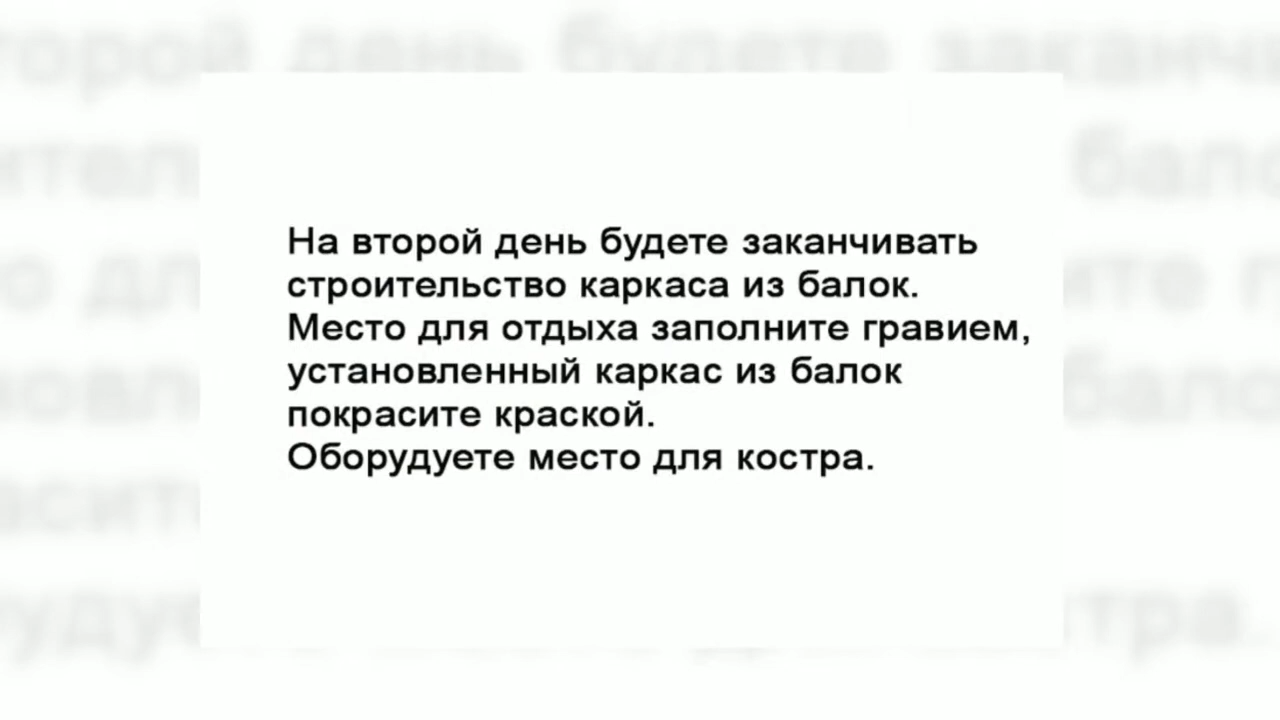 На второй день будете заканчивать
строительство каркаса из балок.
Место для отдыха заполните гравием,
установленный каркас из балок
покрасите краской.
Оборудуете место для костра.